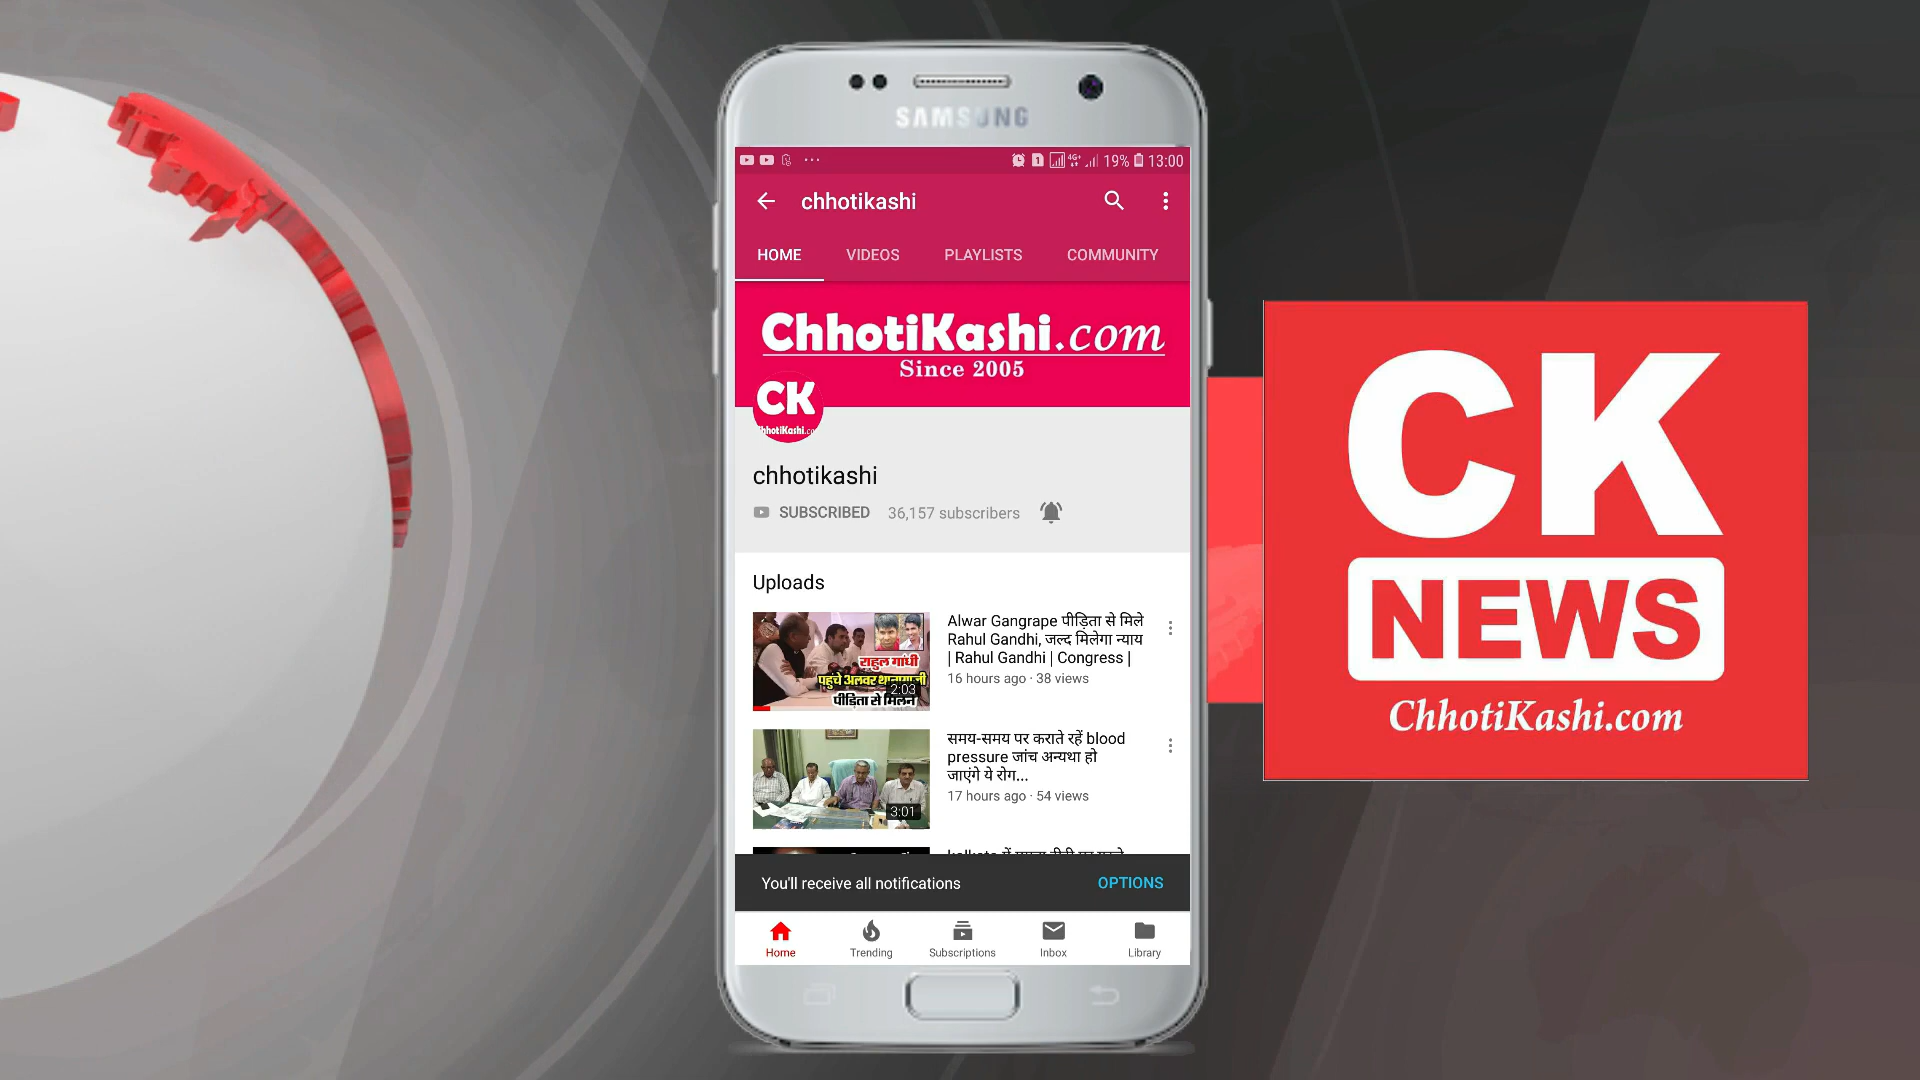 SAMSUNG
19% 13:00
chhotikashi
HOME VIDEOS PLAYLISTS COMMUNITY
ChhotiKashi.com
Since 2005
CK
chhotikashi
SUBSCRIBED 36,157 subscribers
Uploads
Alwar Gangrape पीड़िता से मिले
Rahul Gandhi, जल्द मिलेगा न्याय
| Rahul Gandhi | Congress |
16 hours ago · 38 views
राहुल गांधी
पहुंचे अलवर थानागाजी
2:03
पीड़िता से मिलने
समय-समय पर कराते रहें blood
pressure जांच अन्यथा हो
जाएंगे ये रोग...
17 hours ago · 54 views
3:01
You'll receive all notifications OPTIONS
Home Trending Subscriptions Inbox Library
CK
NEWS
ChhotiKashi.com